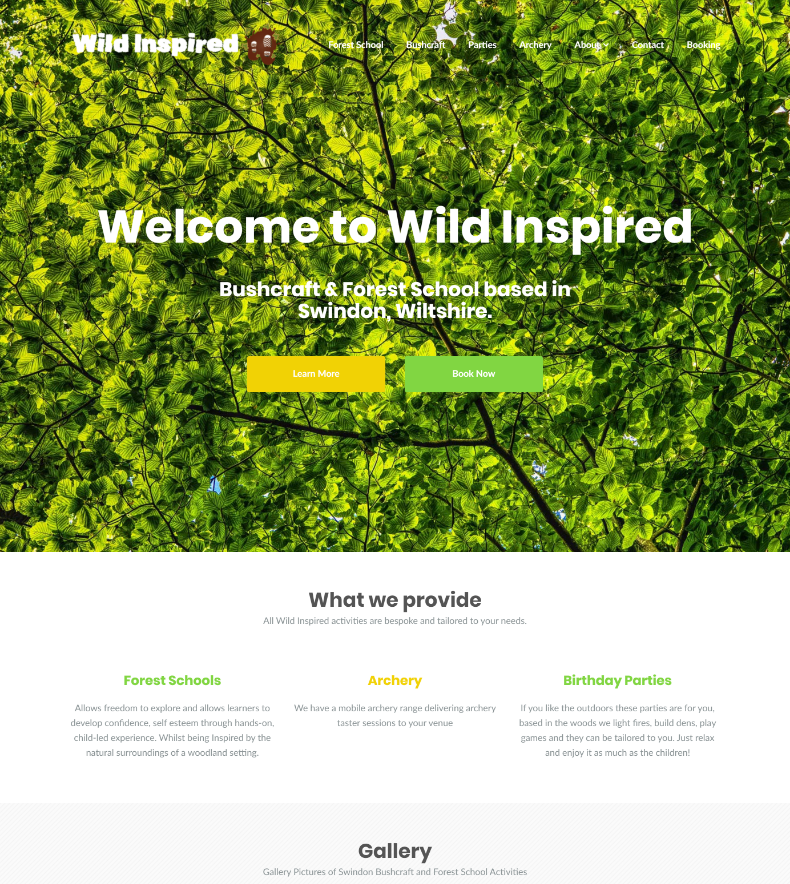 Wild Inspired
Forest School Bushcraft Parties Archery About Contact Booking
Welcome to Wild Inspired
Bushcraft & Forest School based in
Swindon, Wiltshire.
Learn More Book Now
What we provide
All Wild Inspired activities are bespoke and tailored to your needs.
Forest Schools
Allows freedom to explore and allows learners to
develop confidence, self esteem through hands-on,
child-led experience. Whilst being Inspired by the
natural surroundings of a woodland setting.
Archery
We have a mobile archery range delivering archery
taster sessions to your venue
Birthday Parties
If you like the outdoors these parties are for you,
based in the woods we light fires, build dens, play
games and they can be tailored to you. Just relax
and enjoy it as much as the children!
Gallery
Gallery Pictures of Swindon Bushcraft and Forest School Activities